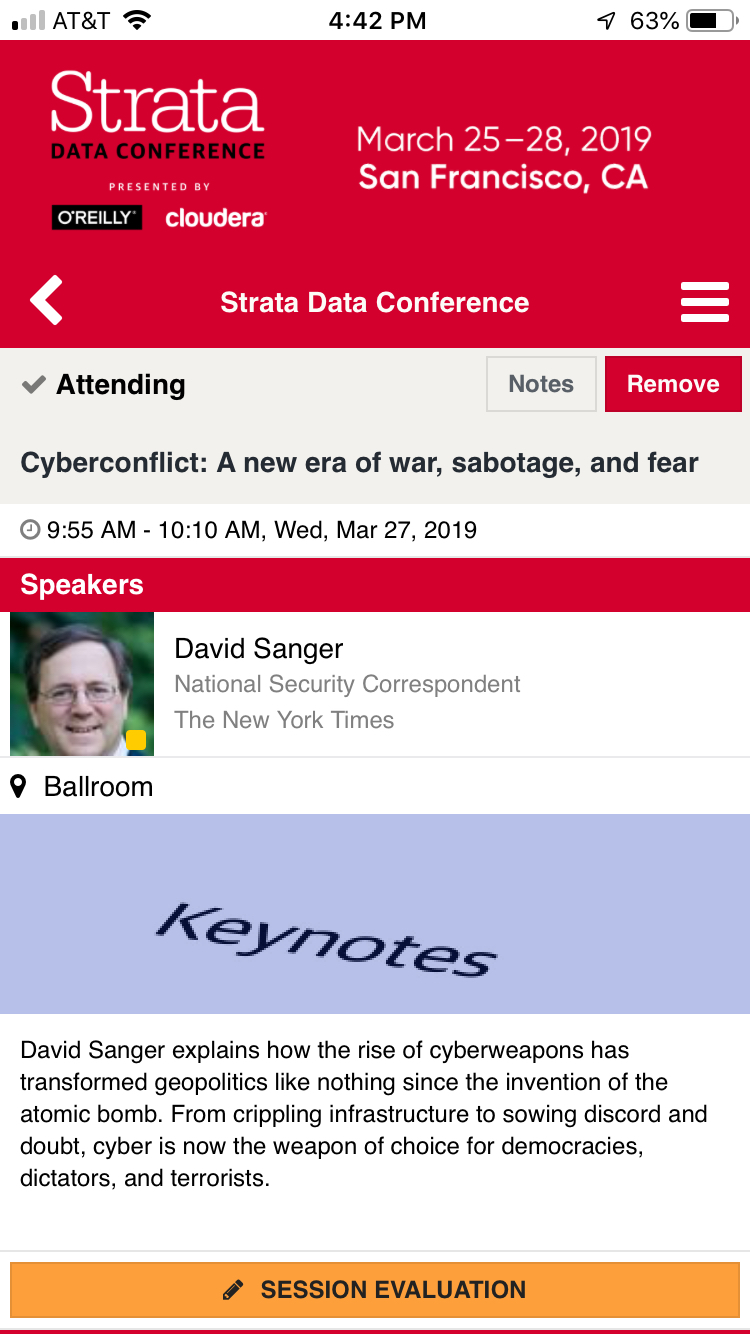 AT&T 4:42 PM 63%
Strata
DATA CONFERENCE
PRESENTED BY
O'REILLY® cloudera®
March 25–28, 2019
San Francisco, CA
Strata Data Conference
Attending Notes Remove
Cyberconflict: A new era of war, sabotage, and fear
9:55 AM - 10:10 AM, Wed, Mar 27, 2019
Speakers
David Sanger
National Security Correspondent
The New York Times
Ballroom
Keynotes
David Sanger explains how the rise of cyberweapons has
transformed geopolitics like nothing since the invention of the
atomic bomb. From crippling infrastructure to sowing discord and
doubt, cyber is now the weapon of choice for democracies,
dictators, and terrorists.
SESSION EVALUATION